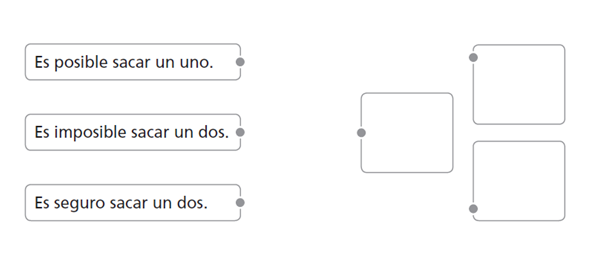 Es posible sacar un uno.
Es imposible sacar un dos.
Es seguro sacar un dos.